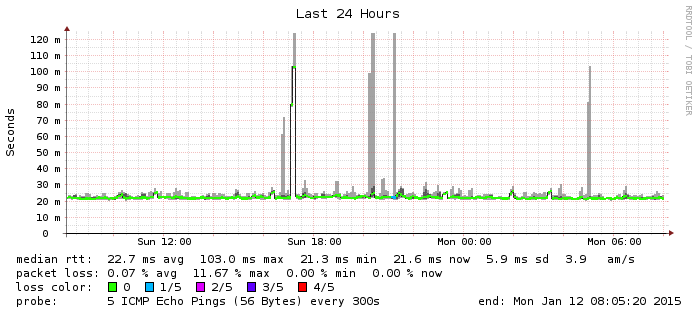 Last 24 Hours
RRDTOOL / TOBI OETIKER
Seconds
120 m
110 m
100 m
90 m
80 m
70 m
60 m
50 m
40 m
30 m
20 m
10 m
0
Sun 12:00 Sun 18:00 Mon 00:00 Mon 06:00
median rtt: 22.7 ms avg 103.0 ms max 21.3 ms min 21.6 ms now 5.9 ms sd 3.9 am/s
packet loss: 0.07 % avg 11.67 % max 0.00 % min 0.00 % now
loss color: 0 1/5 2/5 3/5 4/5
probe: 5 ICMP Echo Pings (56 Bytes) every 300s end: Mon Jan 12 08:05:20 2015